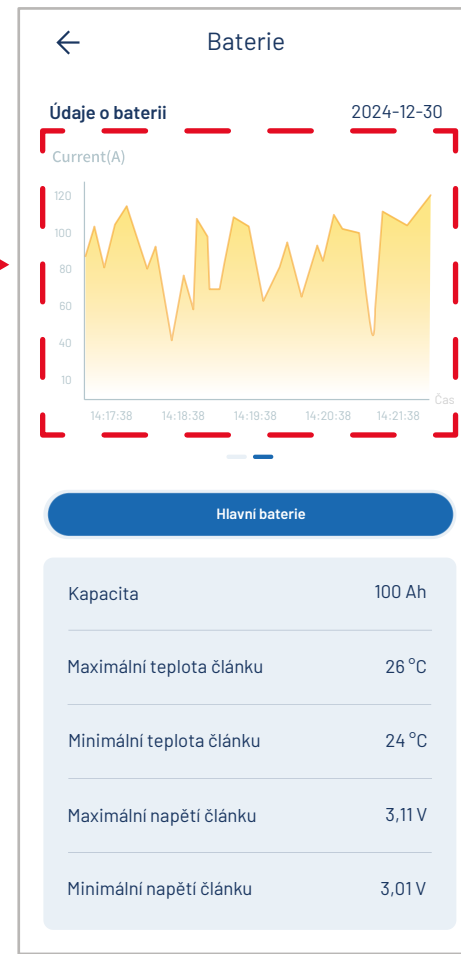 Baterie
Údaje o baterii 2024-12-30
Current(A)
120
100
80
60
40
10
Čas
14:17:38 14:18:38 14:19:38 14:20:38 14:21:38
Hlavní baterie
Kapacita 100 Ah
Maximální teplota článku 26 °C
Minimální teplota článku 24 °C
Maximální napětí článku 3,11 V
Minimální napětí článku 3,01 V